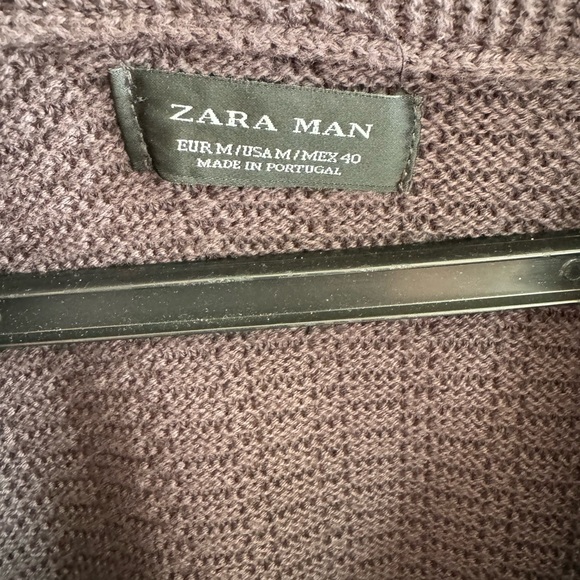 ZARA MAN
EUR M / USA M / MEX 40
MADE IN PORTUGAL